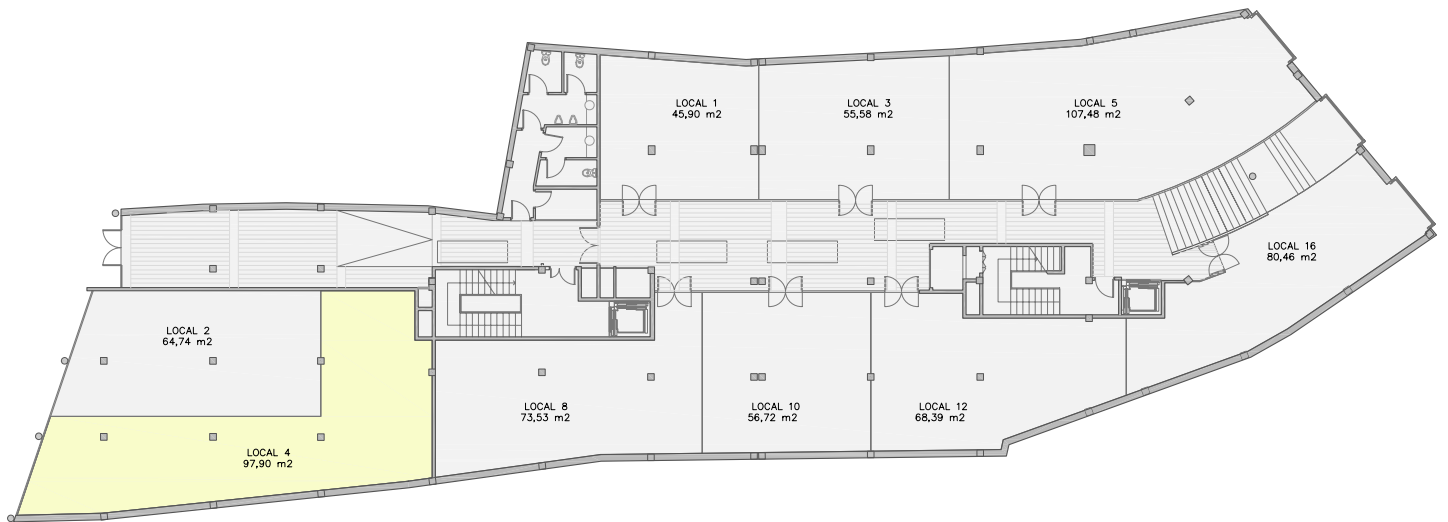 LOCAL 1
45,90 m2
LOCAL 3
55,58 m2
LOCAL 5
107,48 m2
LOCAL 16
80,46 m2
LOCAL 2
64,74 m2
LOCAL 8
73,53 m2
LOCAL 10
56,72 m2
LOCAL 12
68,39 m2
LOCAL 4
97,90 m2